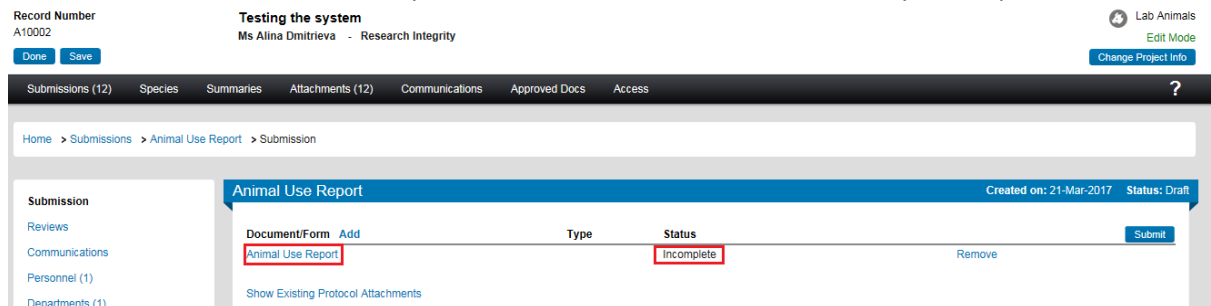 Record Number
A10002
Done Save
Testing the system
Ms Alina Dmitrieva - Research Integrity
Lab Animals
Edit Mode
Change Project Info
Submissions (12) Species Summaries Attachments (12) Communications Approved Docs Access ?
Home > Submissions > Animal Use Report > Submission
Submission
Reviews
Communications
Personnel (1)
Departments (1)
Animal Use Report Created on: 21-Mar-2017 Status: Draft
Document/Form Add Type Status Submit
Animal Use Report Incomplete Remove
Show Existing Protocol Attachments